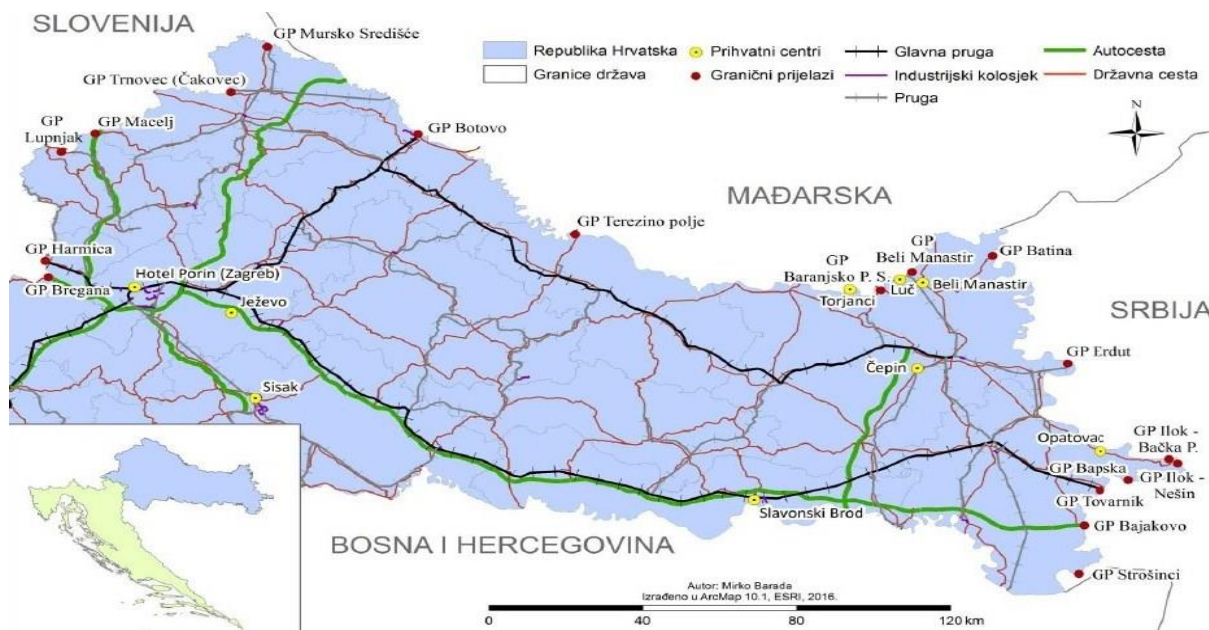 SLOVENIJA
GP Mursko Središće
GP Trnovec (Čakovec)
GP Macelj
GP
Lupnjak
GP Botovo
Republika Hrvatska
Granice država
Prihvatni centri
Granični prijelazi
Glavna pruga
Industrijski kolosjek
Pruga
Autocesta
Državna cesta
N
MAĐARSKA
GP Terezino polje
GP Harmica
GP Bregana
Hotel Porin (Zagreb)
Ježevo
Sisak
GP
Baranjsko P. S.
Torjanci
GP
Beli Manastir
Luč
Beli Manastir
GP Batina
SRBIJA
GP Erdut
Čepin
Opatovac
GP Ilok -
Bačka P.
GP Bapska
GP Ilok -
Nešin
GP Tovarnik
Slavonski Brod
GP Bajakovo
BOSNA I HERCEGOVINA
GP Strošinci
Autor: Mirko Barada
Izrađeno u ArcMap 10.1, ESRI, 2016.
0 40 80 120 km